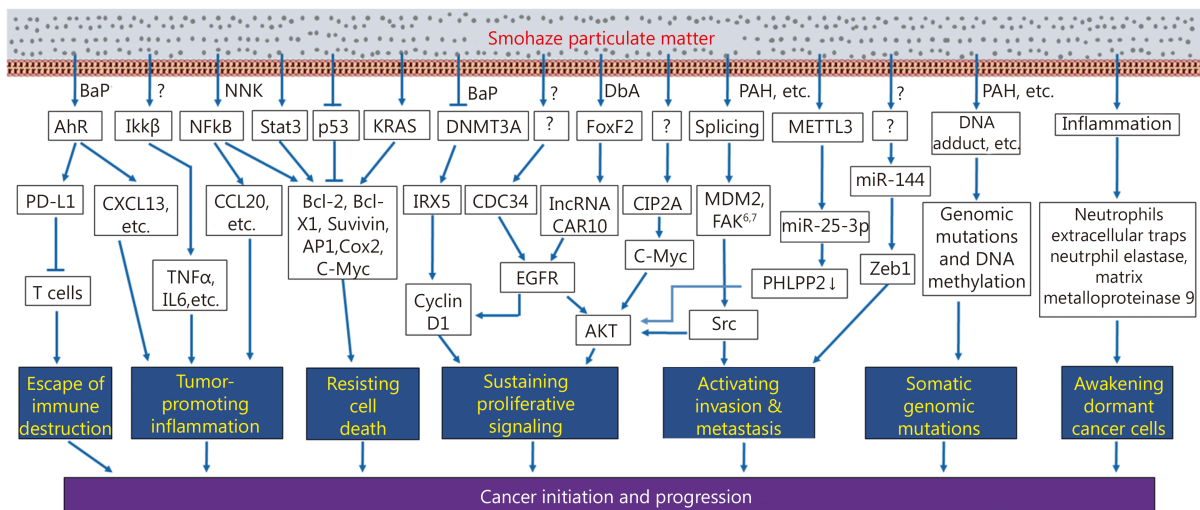 Smohaze particulate matter
BaP
?
NNK
BaP
?
DbA
PAH, etc.
?
PAH, etc.
AhR
Ikkβ
NFkB
Stat3
p53
KRAS
DNMT3A
?
FoxF2
?
Splicing
METTL3
?
DNA
adduct, etc.
Inflammation
PD-L1
CXCL13,
etc.
CCL20,
etc.
Bcl-2, Bcl-
X1, Suvivin,
AP1,Cox2,
C-Myc
IRX5
CDC34
lncRNA
CAR10
CIP2A
MDM2,
FAK6,7
miR-25-3p
miR-144
Genomic
mutations
and DNA
methylation
Neutrophils
extracellular traps
neutrphil elastase,
matrix
metalloproteinase 9
T cells
TNFα,
IL6,etc.
Cyclin
D1
EGFR
C-Myc
AKT
Src
PHLPP2↓
Zeb1
Escape of
immune
destruction
Tumor-
promoting
inflammation
Resisting
cell
death
Sustaining
proliferative
signaling
Activating
invasion &
metastasis
Somatic
genomic
mutations
Awakening
dormant
cancer cells
Cancer initiation and progression